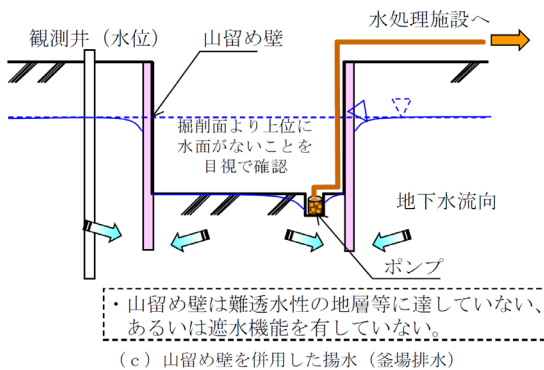 水処理施設へ
観測井（水位）
山留め壁
掘削面より上位に
水面がないことを
目視で確認
地下水流向
ポンプ
・山留め壁は難透水性の地層等に達していない、
あるいは遮水機能を有していない。
（ｃ）山留め壁を併用した揚水（釜場排水）